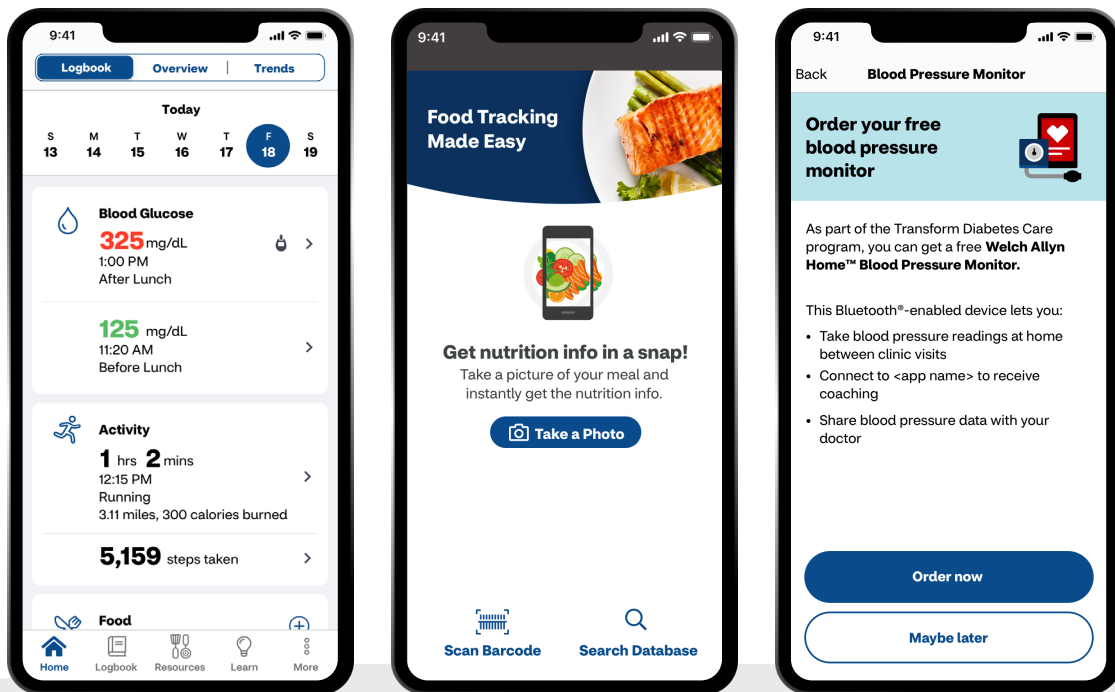 9:41
Logbook Overview Trends
Today
S M T W T F S
13 14 15 16 17 18 19
Blood Glucose
325 mg/dL
1:00 PM
After Lunch
125 mg/dL
11:20 AM
Before Lunch
Activity
1 hrs 2 mins
12:15 PM
Running
3.11 miles, 300 calories burned
5,159 steps taken
Food
Home Logbook Resources Learn More
9:41
Food Tracking
Made Easy
Get nutrition info in a snap!
Take a picture of your meal and
instantly get the nutrition info.
Take a Photo
Scan Barcode Search Database
9:41
Back Blood Pressure Monitor
Order your free
blood pressure
monitor
As part of the Transform Diabetes Care
program, you can get a free Welch Allyn
Home™ Blood Pressure Monitor.
This Bluetooth®-enabled device lets you:
• Take blood pressure readings at home
between clinic visits
• Connect to <app name> to receive
coaching
• Share blood pressure data with your
doctor
Order now
Maybe later